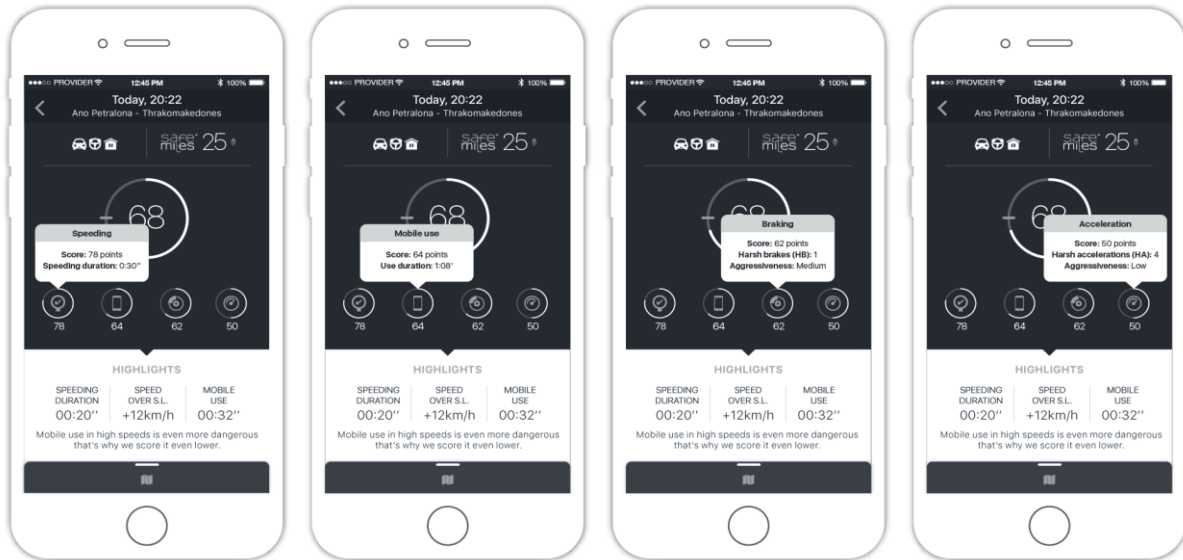 ●●●○○ PROVIDER 12:45 PM 100%
Today, 20:22
Ano Petralona - Thrakomakedones
safe miles 25
68
Speeding
Score: 78 points
Speeding duration: 0:30''
78 64 62 50
HIGHLIGHTS
SPEEDING DURATION
00:20’’
SPEED OVER S.L.
+12km/h
MOBILE USE
00:32’’
Mobile use in high speeds is even more dangerous
that's why we score it even lower.
●●●○○ PROVIDER 12:45 PM 100%
Today, 20:22
Ano Petralona - Thrakomakedones
safe miles 25
68
Mobile use
Score: 64 points
Use duration: 1:08'
78 64 62 50
HIGHLIGHTS
SPEEDING DURATION
00:20’’
SPEED OVER S.L.
+12km/h
MOBILE USE
00:32’’
Mobile use in high speeds is even more dangerous
that's why we score it even lower.
●●●○○ PROVIDER 12:45 PM 100%
Today, 20:22
Ano Petralona - Thrakomakedones
safe miles 25
68
Braking
Score: 62 points
Harsh brakes (HB): 1
Aggressiveness: Medium
78 64 62 50
HIGHLIGHTS
SPEEDING DURATION
00:20’’
SPEED OVER S.L.
+12km/h
MOBILE USE
00:32’’
Mobile use in high speeds is even more dangerous
that's why we score it even lower.
●●●○○ PROVIDER 12:45 PM 100%
Today, 20:22
Ano Petralona - Thrakomakedones
safe miles 25
68
Acceleration
Score: 50 points
Harsh accelerations (HA): 4
Aggressiveness: Low
78 64 62 50
HIGHLIGHTS
SPEEDING DURATION
00:20’’
SPEED OVER S.L.
+12km/h
MOBILE USE
00:32’’
Mobile use in high speeds is even more dangerous
that's why we score it even lower.